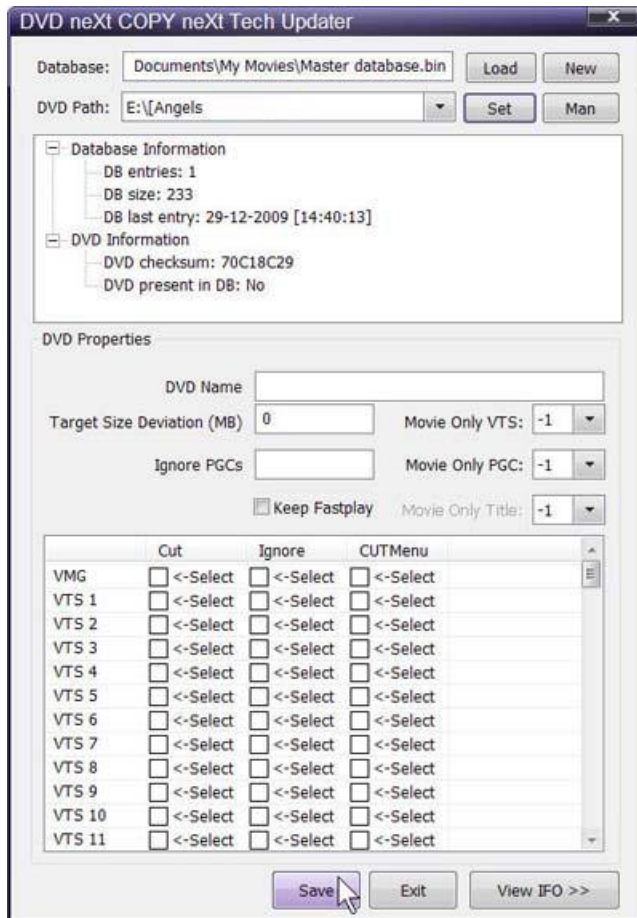 DVD neXt COPY neXt Tech Updater
Database: Documents\My Movies\Master database.bin Load New
DVD Path: E:\[Angels Set Man
Database Information
DB entries: 1
DB size: 233
DB last entry: 29-12-2009 [14:40:13]
DVD Information
DVD checksum: 70C18C29
DVD present in DB: No
DVD Properties
DVD Name
Target Size Deviation (MB) 0 Movie Only VTS: -1
Ignore PGCs Movie Only PGC: -1
Keep Fastplay Movie Only Title: -1
Cut Ignore CUTMenu
VMG <-Select <-Select <-Select
VTS 1 <-Select <-Select <-Select
VTS 2 <-Select <-Select <-Select
VTS 3 <-Select <-Select <-Select
VTS 4 <-Select <-Select <-Select
VTS 5 <-Select <-Select <-Select
VTS 6 <-Select <-Select <-Select
VTS 7 <-Select <-Select <-Select
VTS 8 <-Select <-Select <-Select
VTS 9 <-Select <-Select <-Select
VTS 10 <-Select <-Select <-Select
VTS 11 <-Select <-Select <-Select
Save Exit View IFO >>